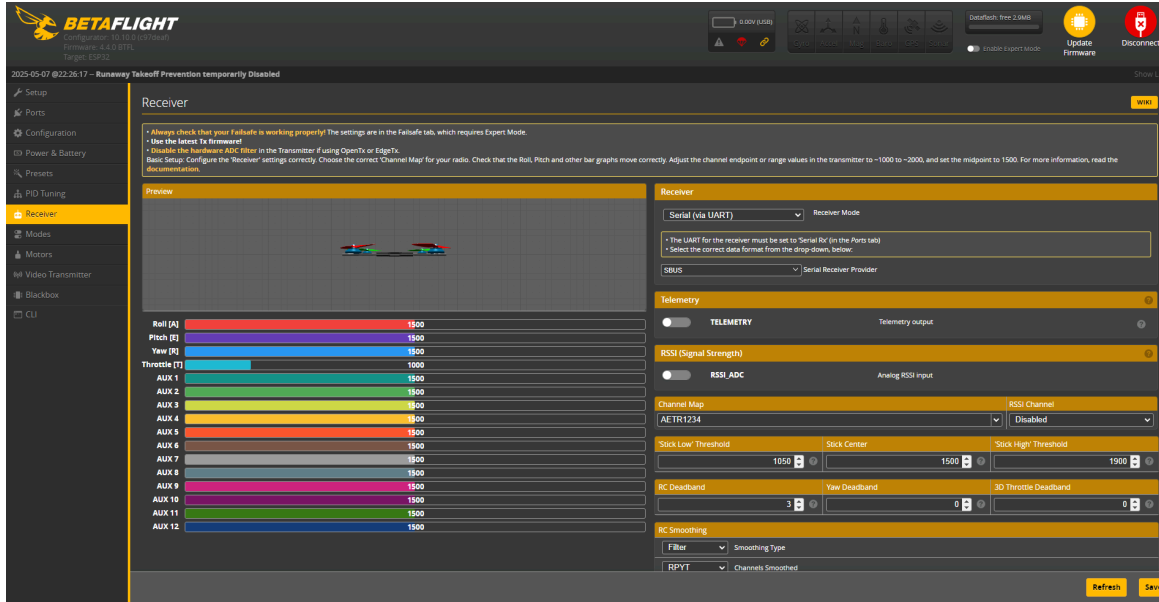 BETAFLIGHT
Configurator: 10.10.0 (c97deaf)
Firmware: 4.4.0 BTFL
Target: ESP32
0.00V (USB)
Gyro Accel Mag Baro GPS Sonar
Dataflash: free 2.9MB
Enable Expert Mode
Update Firmware
Disconnect
2025-05-07 @22:26:17 – Runaway Takeoff Prevention temporarily Disabled
Show L
Setup
Ports
Configuration
Power & Battery
Presets
PID Tuning
Receiver
Modes
Motors
Video Transmitter
Blackbox
CLI
Receiver
WIKI
• Always check that your Failsafe is working properly! The settings are in the Failsafe tab, which requires Expert Mode.
• Use the latest Tx firmware!
• Disable the hardware ADC filter in the Transmitter if using OpenTx or EdgeTx.
Basic Setup: Configure the 'Receiver' settings correctly. Choose the correct 'Channel Map' for your radio. Check that the Roll, Pitch and other bar graphs move correctly. Adjust the channel endpoint or range values in the transmitter to ~1000 to ~2000, and set the midpoint to 1500. For more information, read the
documentation.
Preview
Roll [A] 1500
Pitch [E] 1500
Yaw [R] 1500
Throttle [T] 1000
AUX 1 1500
AUX 2 1500
AUX 3 1500
AUX 4 1500
AUX 5 1500
AUX 6 1500
AUX 7 1500
AUX 8 1500
AUX 9 1500
AUX 10 1500
AUX 11 1500
AUX 12 1500
Receiver
Serial (via UART) Receiver Mode
• The UART for the receiver must be set to 'Serial Rx' (in the Ports tab)
• Select the correct data format from the drop-down, below:
SBUS Serial Receiver Provider
Telemetry
TELEMETRY Telemetry output
RSSI (Signal Strength)
RSSI_ADC Analog RSSI input
Channel Map RSSI Channel
AETR1234 Disabled
'Stick Low' Threshold Stick Center 'Stick High' Threshold
1050 1500 1900
RC Deadband Yaw Deadband 3D Throttle Deadband
3 0 0
RC Smoothing
Filter Smoothing Type
RPYT Channels Smoothed
Refresh Save